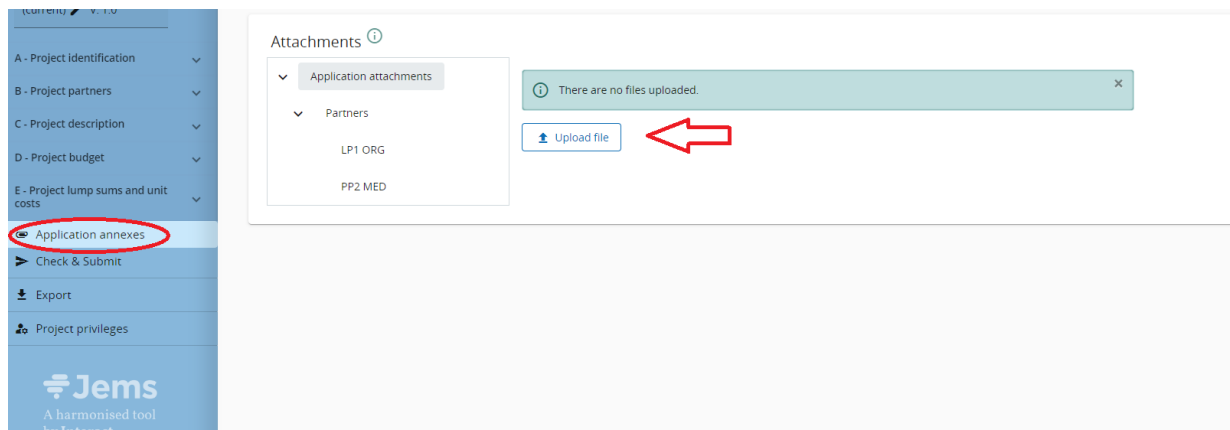 (current) V. 1.0
A - Project identification
B - Project partners
C - Project description
D - Project budget
E - Project lump sums and unit
costs
Application annexes
Check & Submit
Export
Project privileges
Jems
A harmonised tool
by Interreg
Attachments
Application attachments
Partners
LP1 ORG
PP2 MED
There are no files uploaded.
Upload file